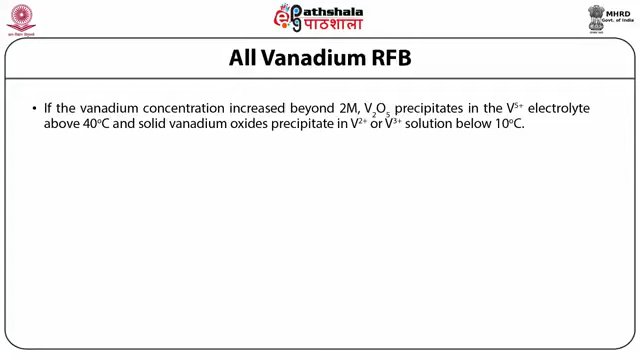 Pathshala
पाठशाला
MHRD
Govt. of India
All Vanadium RFB
• If the vanadium concentration increased beyond 2M, V₂O₅ precipitates in the V⁵⁺ electrolyte
above 40°C and solid vanadium oxides precipitate in V²⁺ or V³⁺ solution below 10°C.